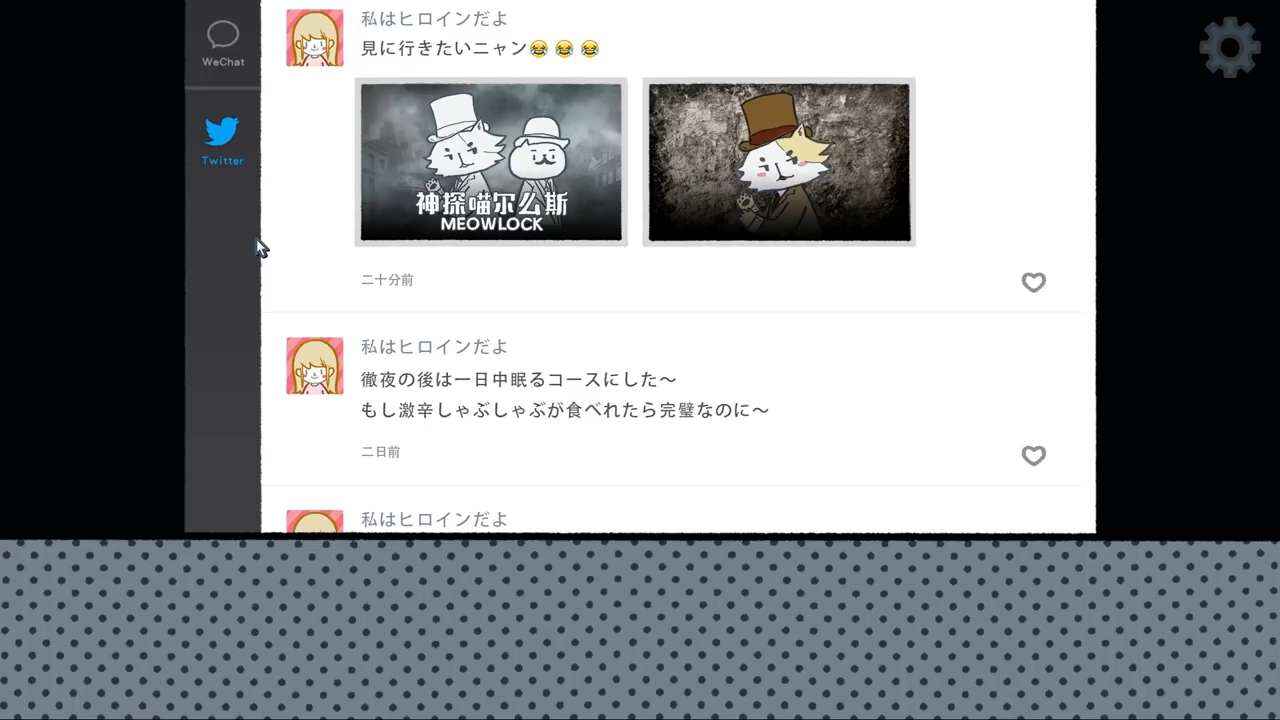 WeChat
Twitter
私はヒロインだよ
見に行きたいニャン😂 😂 😂
神探喵尔么斯
MEOWLOCK
二十分前
私はヒロインだよ
徹夜の後は一日中眠るコースにした〜
もし激辛しゃぶしゃぶが食べれたら完璧なのに〜
二日前
私はヒロインだよ